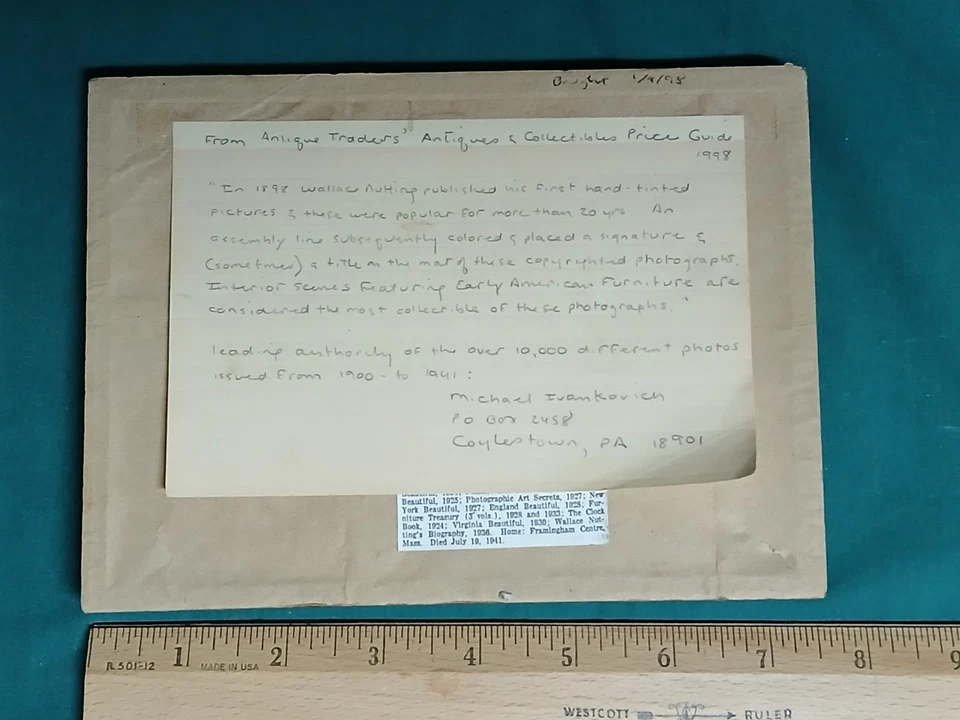 Bought 1/9/98
From Antique Traders' Antiques & Collectibles Price Guide
1998
"In 1898 Wallace Nutting published his first hand-tinted
pictures & these were popular for more than 20 yrs An
assembly line subsequently colored & placed a signature &
(sometimes) a title on the mat of these copyrighted photographs.
Interior scenes featuring Early American Furniture are
considered the most collectible of these photographs."
leading authority of the over 10,000 different photos
issued from 1900 - to 1941:
Michael Ivankovich
PO Box 2458
Coylestown, PA 18901
Beautiful, 1925; Photographic Art Secrets, 1927; New
York Beautiful, 1927; England Beautiful, 1928; Fur-
niture Treasury (3 vols.), 1928 and 1933; The Clock
Book, 1924; Virginia Beautiful, 1930; Wallace Nut-
ting's Biography, 1936. Home: Framingham Centre,
Mass. Died July 19, 1941.
1 2 3 4 5 6 7 8 9
R501-12 MADE IN USA
WESTCOTT RULER